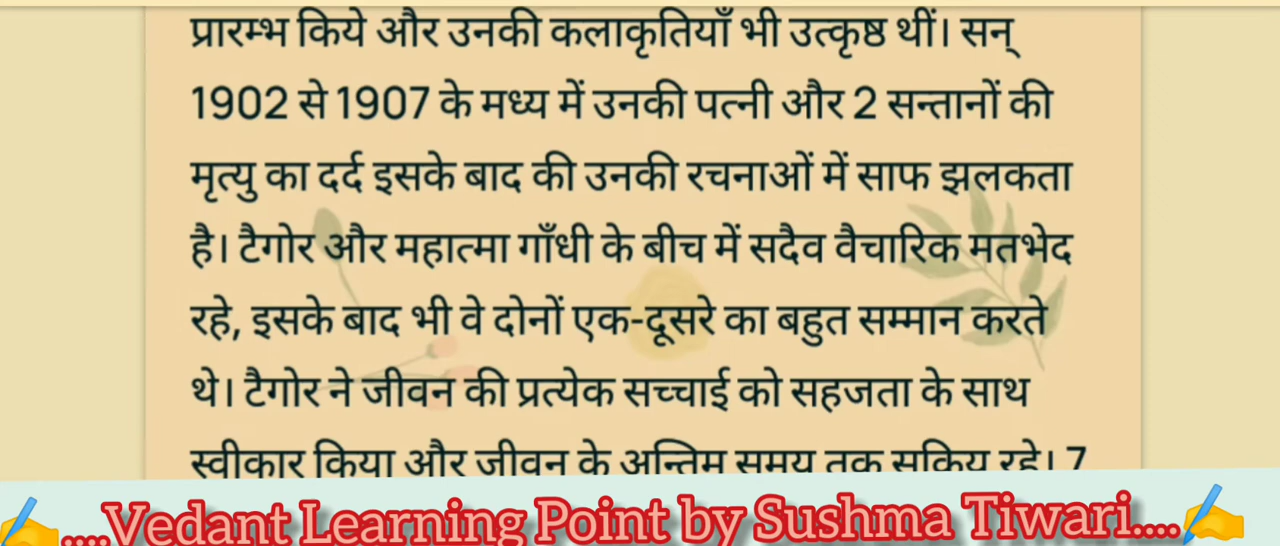 प्रारम्भ किये और उनकी कलाकृतियाँ भी उत्कृष्ठ थीं। सन्
1902 से 1907 के मध्य में उनकी पत्नी और 2 सन्तानों की
मृत्यु का दर्द इसके बाद की उनकी रचनाओं में साफ झलकता
है। टैगोर और महात्मा गाँधी के बीच में सदैव वैचारिक मतभेद
रहे, इसके बाद भी वे दोनों एक-दूसरे का बहुत सम्मान करते
थे। टैगोर ने जीवन की प्रत्येक सच्चाई को सहजता के साथ
स्वीकार किया और जीवन के अन्तिम समय तक सक्रिय रहे। 7
....Vedant Learning Point by Sushma Tiwari....